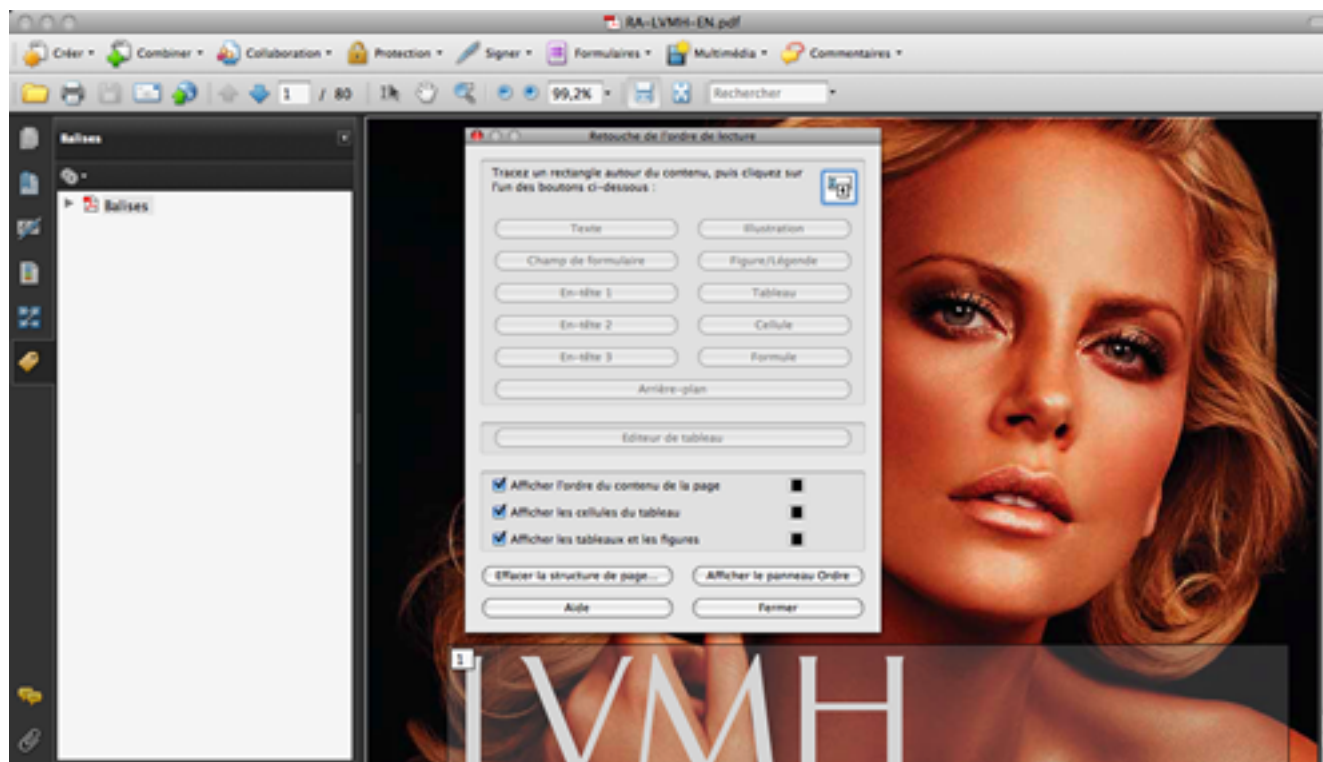 RA-LVMH-EN.pdf
Créer Combiner Collaboration Protection Signer Formulaires Multimédia Commentaires
1 / 80 99,2% Rechercher
Balises
Balises
Retouche de l'ordre de lecture
Tracez un rectangle autour du contenu, puis cliquez sur
l'un des boutons ci-dessous :
Texte Illustration
Champ de formulaire Figure/Légende
En-tête 1 Tableau
En-tête 2 Cellule
En-tête 3 Formule
Arrière-plan
Editeur de tableau
Afficher l'ordre du contenu de la page
Afficher les cellules du tableau
Afficher les tableaux et les figures
Effacer la structure de page... Afficher le panneau Ordre
Aide Fermer
1
LVMH